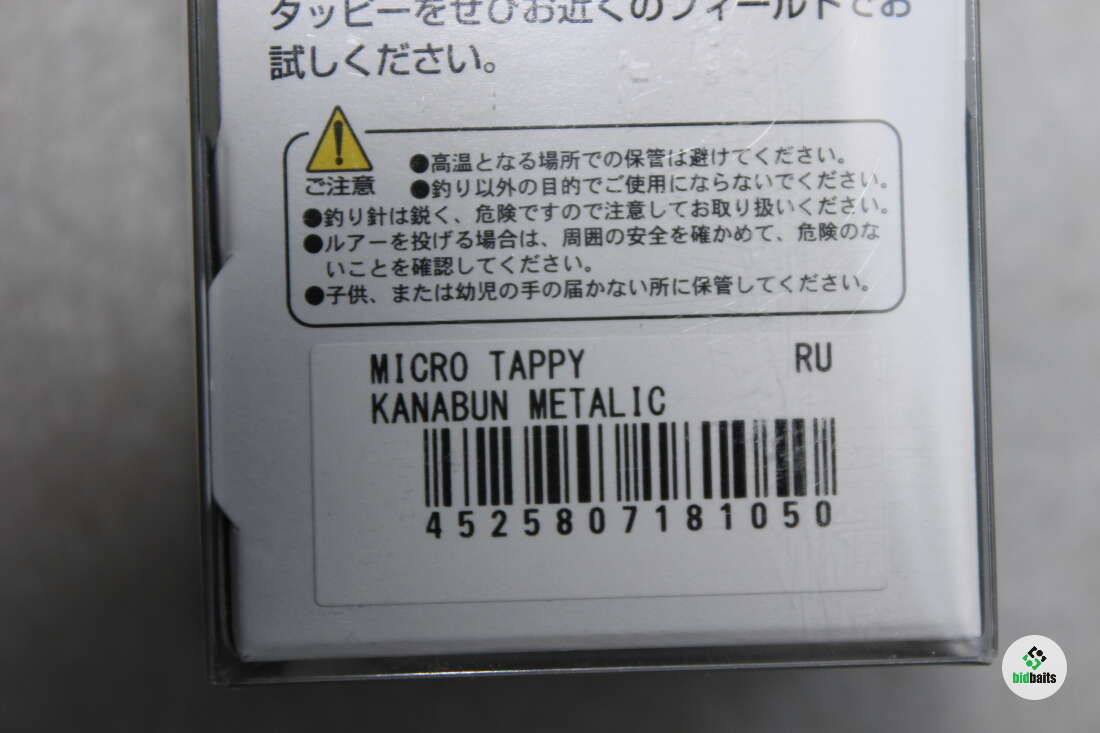 タッピーをぜひお近くのフィールドでお
試しください。
ご注意
●高温となる場所での保管は避けてください。
●釣り以外の目的でご使用にならないでください。
●釣り針は鋭く、危険ですので注意してお取り扱いください。
●ルアーを投げる場合は、周囲の安全を確かめて、危険のな
いことを確認してください。
●子供、または幼児の手の届かない所に保管してください。
MICRO TAPPY RU
KANABUN METALIC
4525807181050
bidbaits